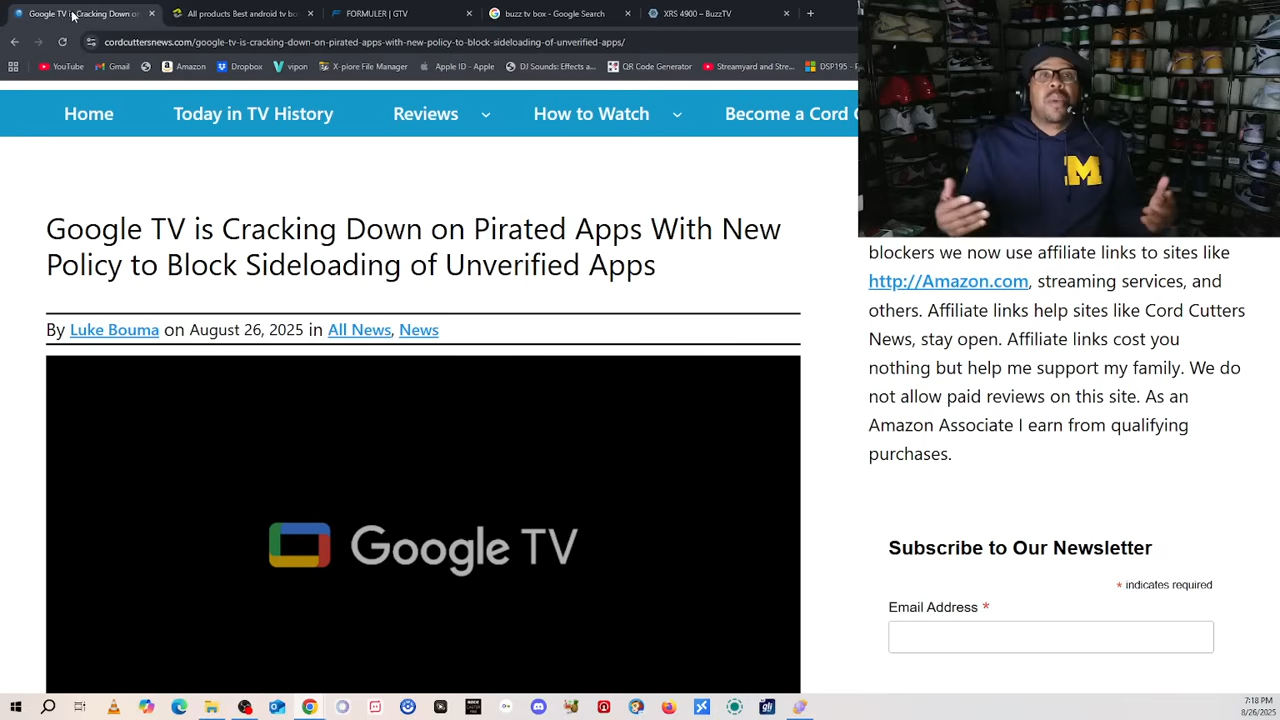 Google TV is Cracking Down on
All products Best android tv bo
FORMULER | GTV
buzz tv box - Google Search
XRS 4900 – BuzzTV
cordcuttersnews.com/google-tv-is-cracking-down-on-pirated-apps-with-new-policy-to-block-sideloading-of-unverified-apps/
YouTube
Gmail
Amazon
Dropbox
vipon
X-plore File Manager
Apple ID - Apple
DJ Sounds: Effects a...
QR Code Generator
Streamyard and Stre...
DSP195 -
Home
Today in TV History
Reviews
How to Watch
Become a Cord C
M
Google TV is Cracking Down on Pirated Apps With New
Policy to Block Sideloading of Unverified Apps
By Luke Bouma on August 26, 2025 in All News, News
Google TV
blockers we now use affiliate links to sites like
http://Amazon.com, streaming services, and
others. Affiliate links help sites like Cord Cutters
News, stay open. Affiliate links cost you
nothing but help me support my family. We do
not allow paid reviews on this site. As an
Amazon Associate I earn from qualifying
purchases.
Subscribe to Our Newsletter
* indicates required
Email Address *
7:18 PM
8/26/2025